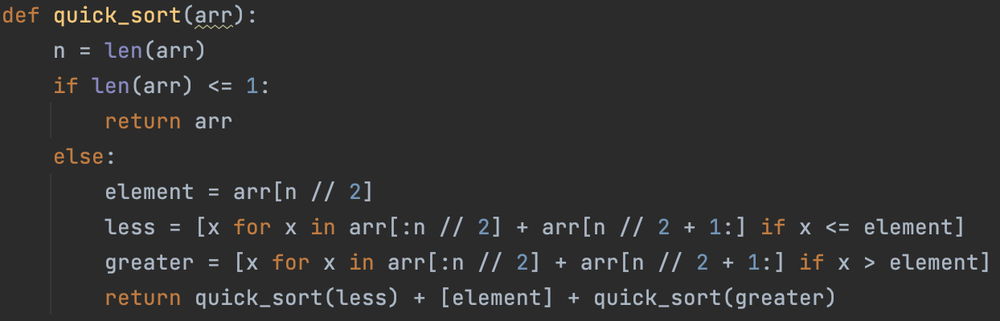 def quick_sort(arr):
    n = len(arr)
    if len(arr) <= 1:
        return arr
    else:
        element = arr[n // 2]
        less = [x for x in arr[:n // 2] + arr[n // 2 + 1:] if x <= element]
        greater = [x for x in arr[:n // 2] + arr[n // 2 + 1:] if x > element]
        return quick_sort(less) + [element] + quick_sort(greater)